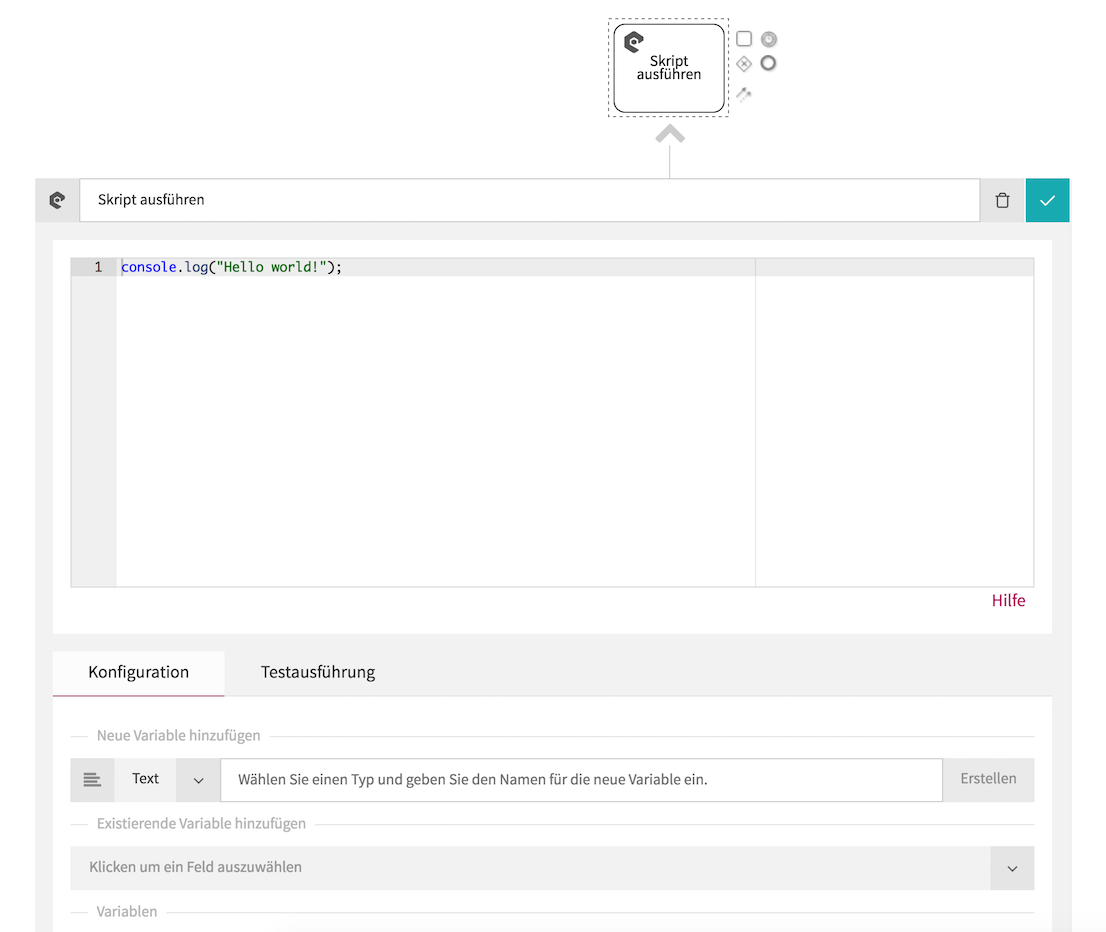 Skript
ausführen
Skript ausführen
1 console.log("Hello world!");
Hilfe
Konfiguration Testausführung
Neue Variable hinzufügen
Text Wählen Sie einen Typ und geben Sie den Namen für die neue Variable ein. Erstellen
Existierende Variable hinzufügen
Klicken um ein Feld auszuwählen
Variablen